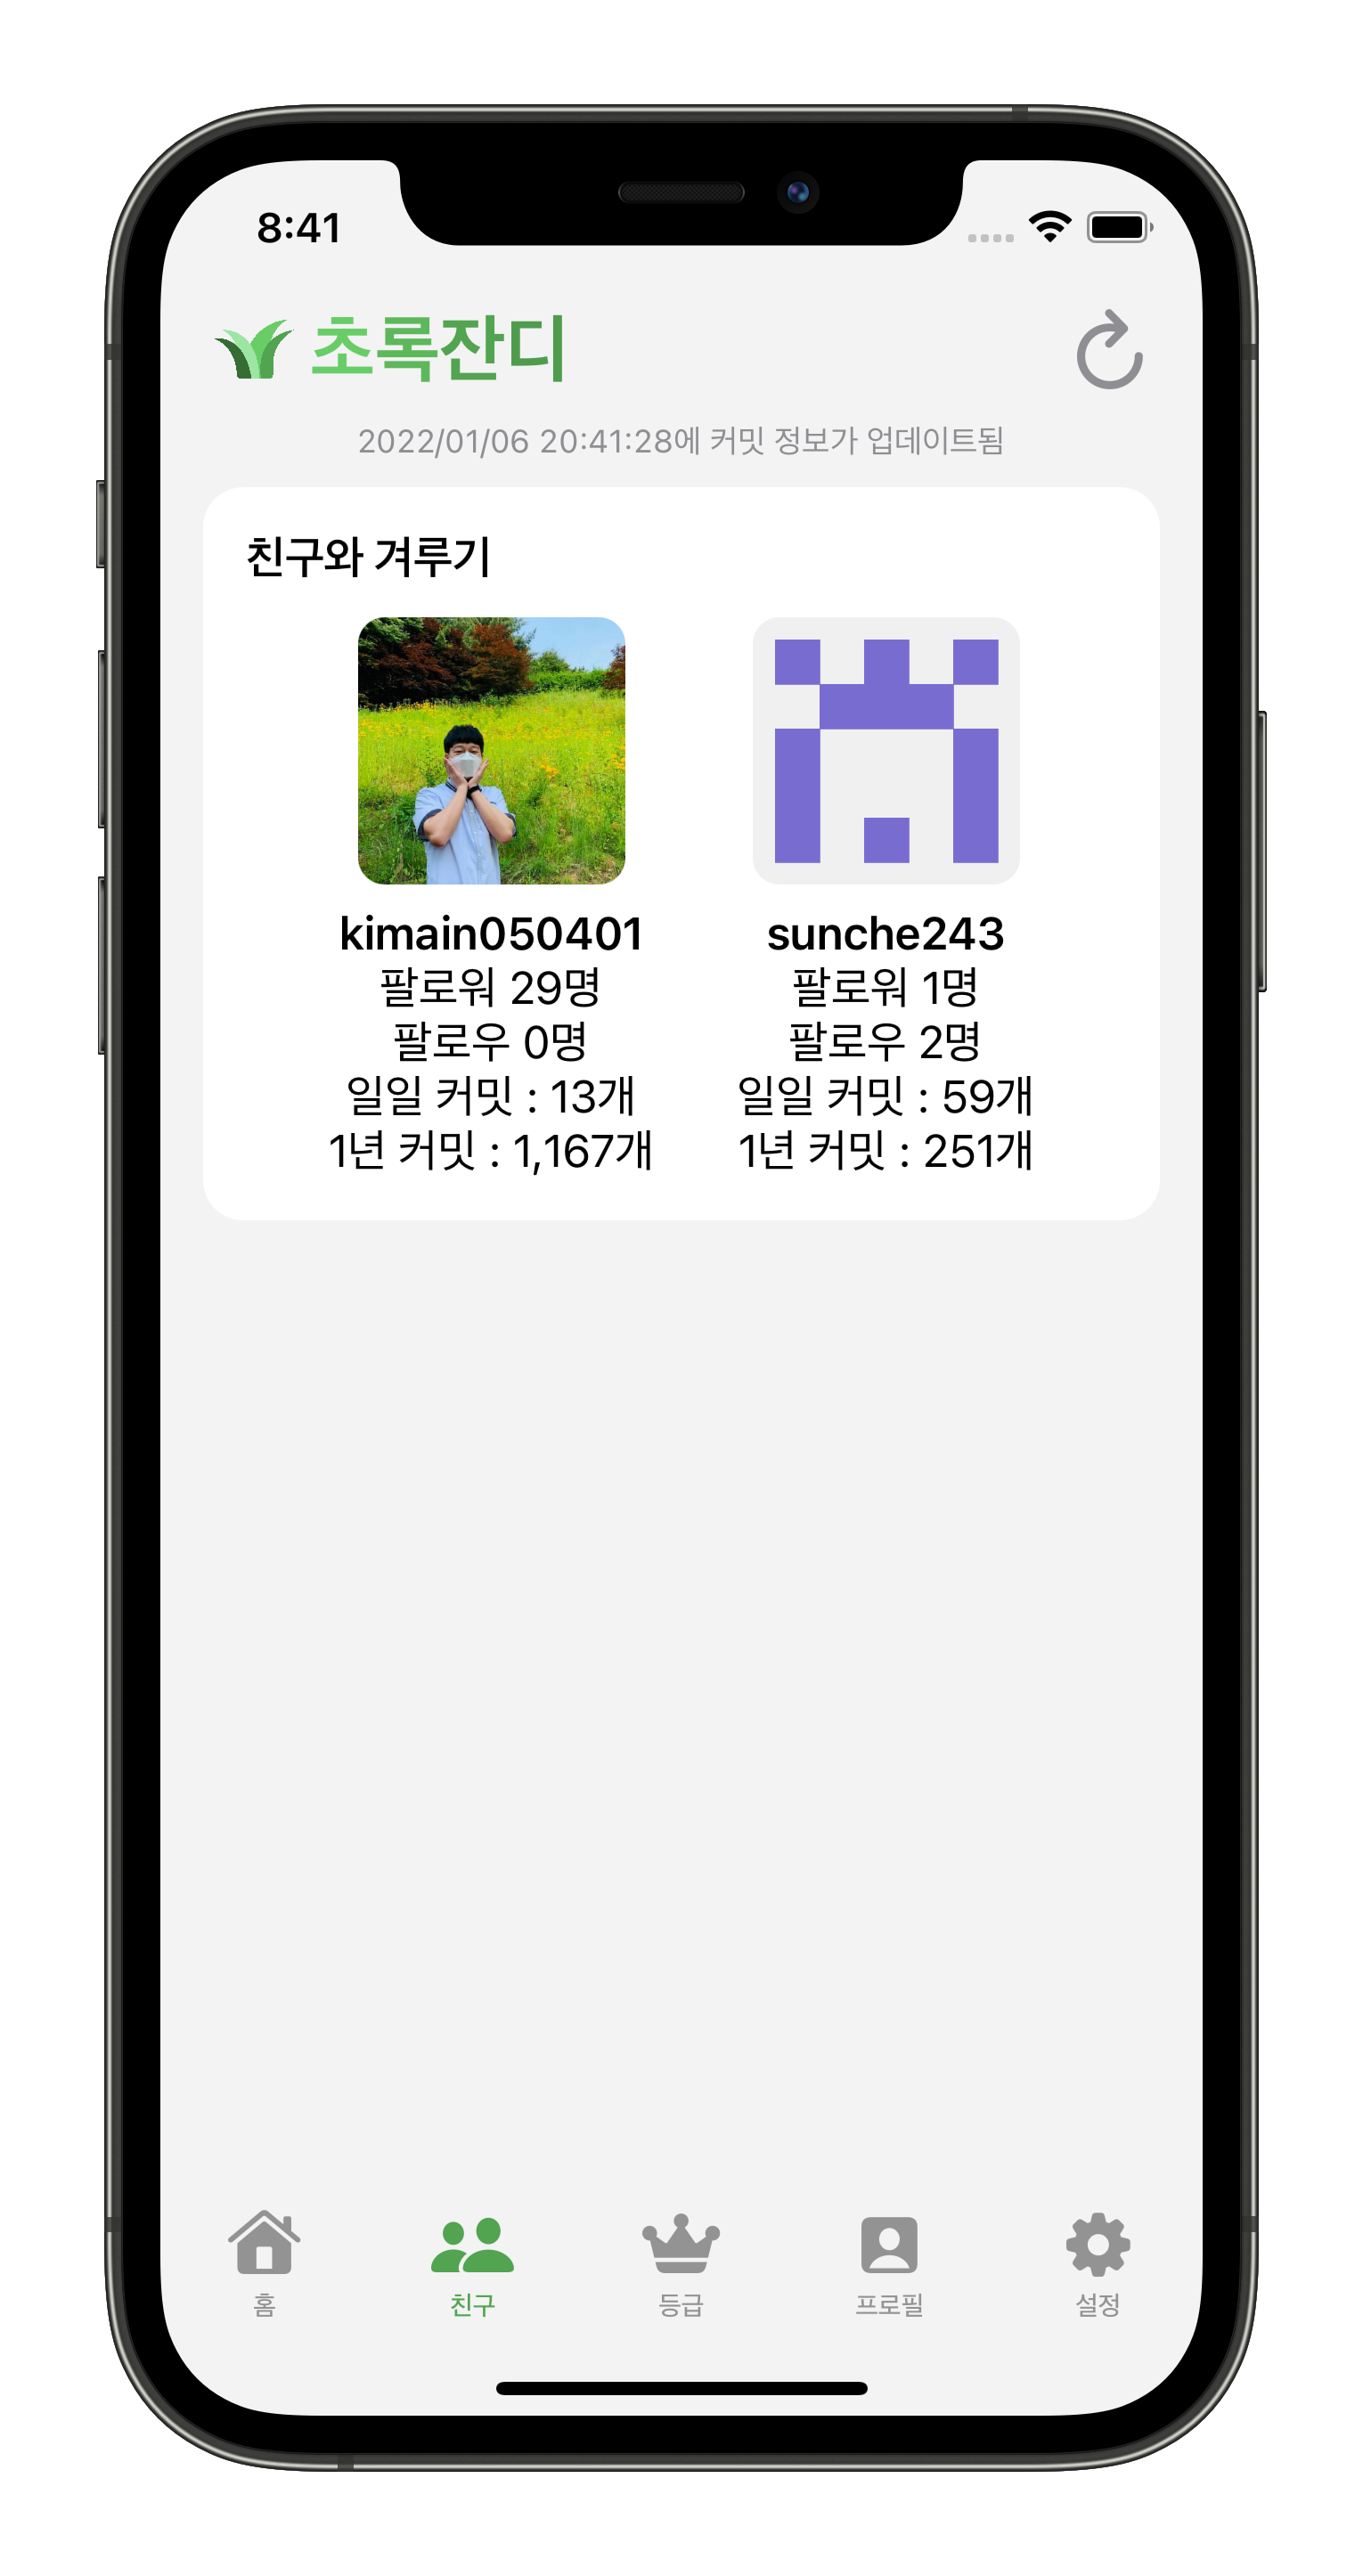 8:41
초록잔디
2022/01/06 20:41:28에 커밋 정보가 업데이트됨
친구와 겨루기
kimain050401
팔로워 29명
팔로우 0명
일일 커밋 : 13개
1년 커밋 : 1,167개
sunche243
팔로워 1명
팔로우 2명
일일 커밋 : 59개
1년 커밋 : 251개
홈
친구
등급
프로필
설정